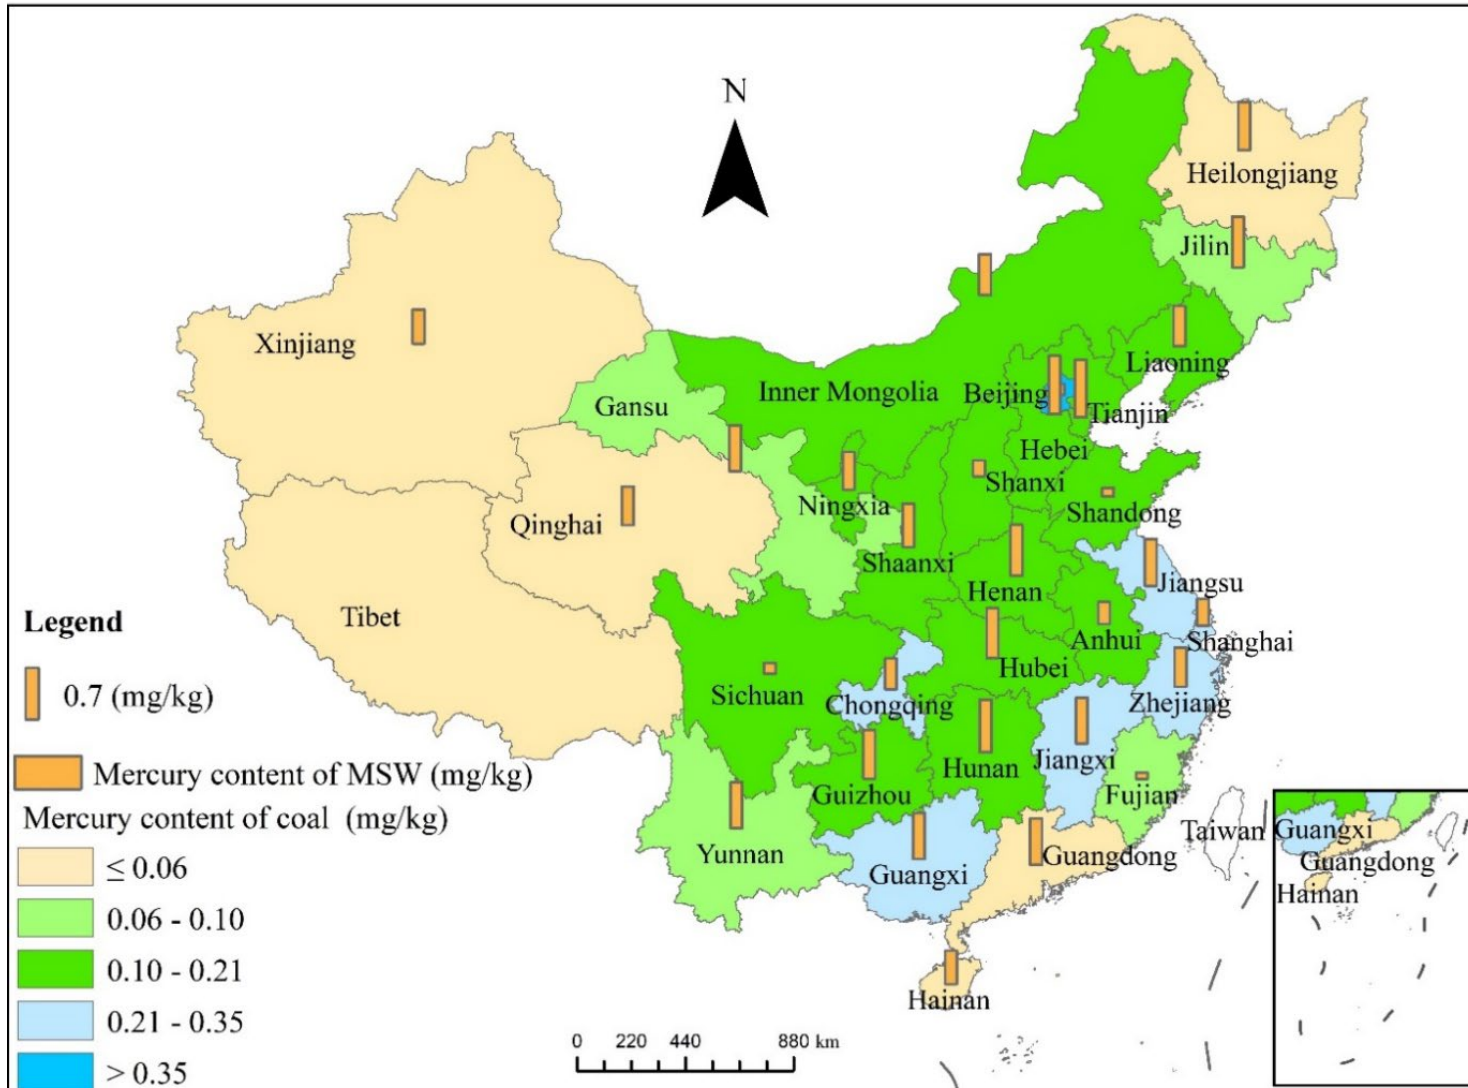 N
Heilongjiang
Jilin
Xinjiang
Liaoning
Inner Mongolia
Beijing
Gansu
Tianjin
Hebei
Shanxi
Ningxia
Shandong
Qinghai
Shaanxi
Jiangsu
Henan
Tibet
Anhui
Shanghai
Hubei
Sichuan
Chongqing
Zhejiang
Hunan
Jiangxi
Guizhou
Fujian
Yunnan
Guangxi
Guangdong
Taiwan
Hainan
Legend
0.7 (mg/kg)
Mercury content of MSW (mg/kg)
Mercury content of coal (mg/kg)
≤ 0.06
0.06 - 0.10
0.10 - 0.21
0.21 - 0.35
> 0.35
0 220 440 880 km
Guangxi
Guangdong
Hainan